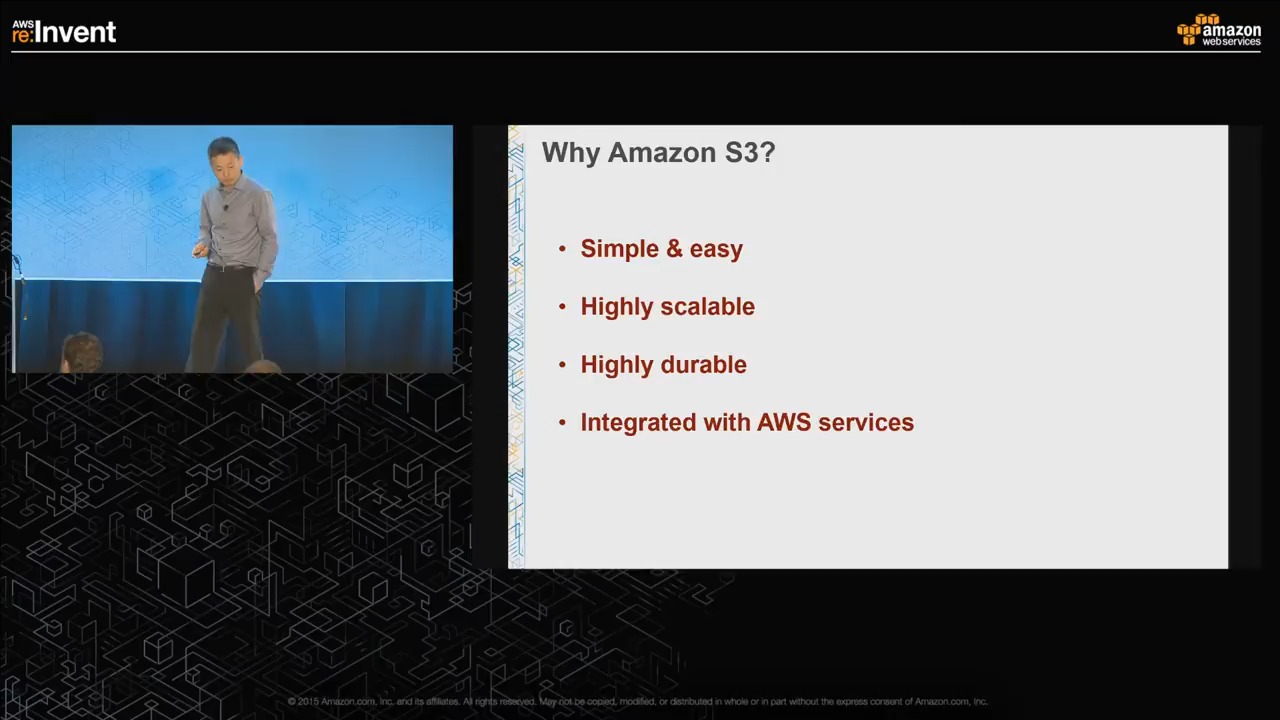 AWS
re:Invent
amazon
web services
Why Amazon S3?
• Simple & easy
• Highly scalable
• Highly durable
• Integrated with AWS services
© 2015 Amazon.com, Inc. and its affiliates. All rights reserved. May not be copied, modified, or distributed in whole or in part without the express consent of Amazon.com, Inc.